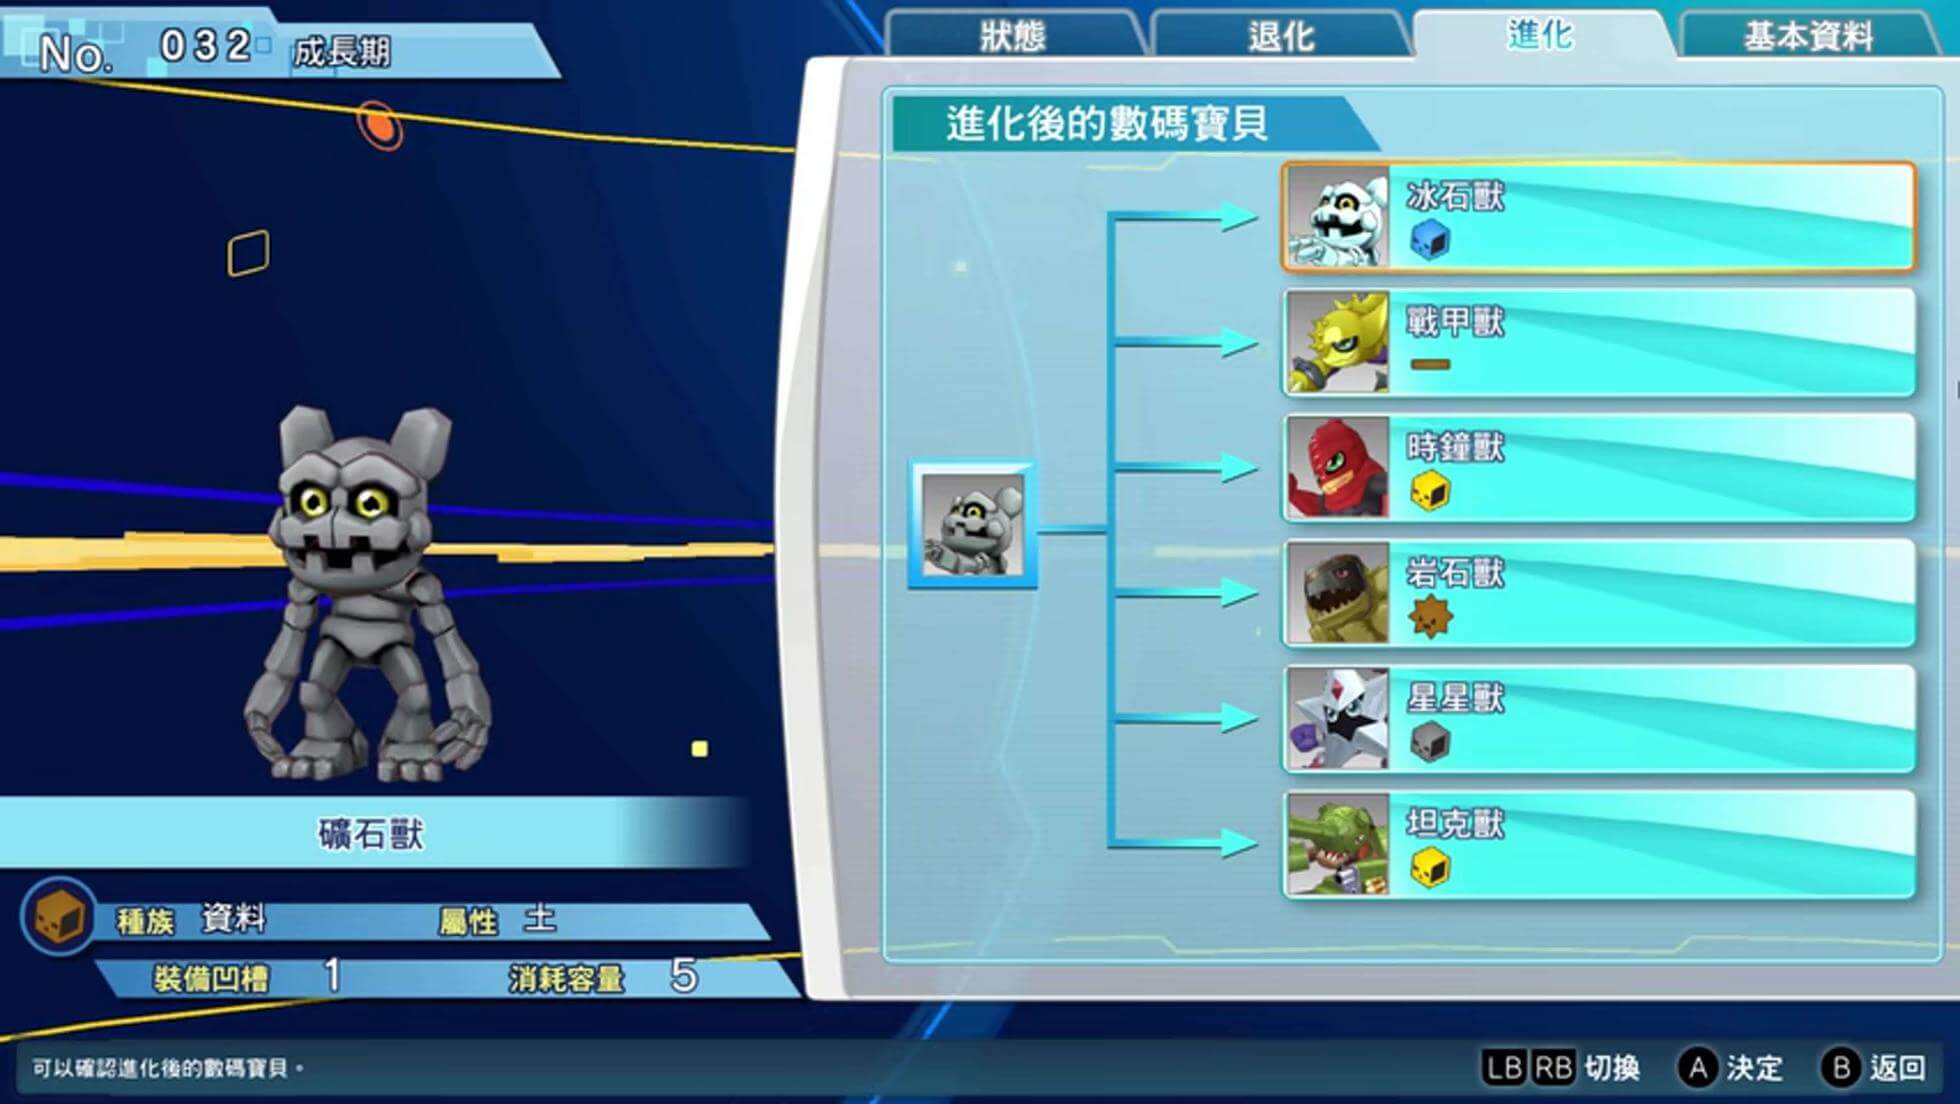 No. 032 成長期
狀態 退化 進化 基本資料
進化後的數碼寶貝
冰石獸
戰甲獸
時鐘獸
岩石獸
星星獸
坦克獸
礦石獸
種族 資料 屬性 土
裝備凹槽 1 消耗容量 5
可以確認進化後的數碼寶貝。
LB RB 切換 A 決定 B 返回